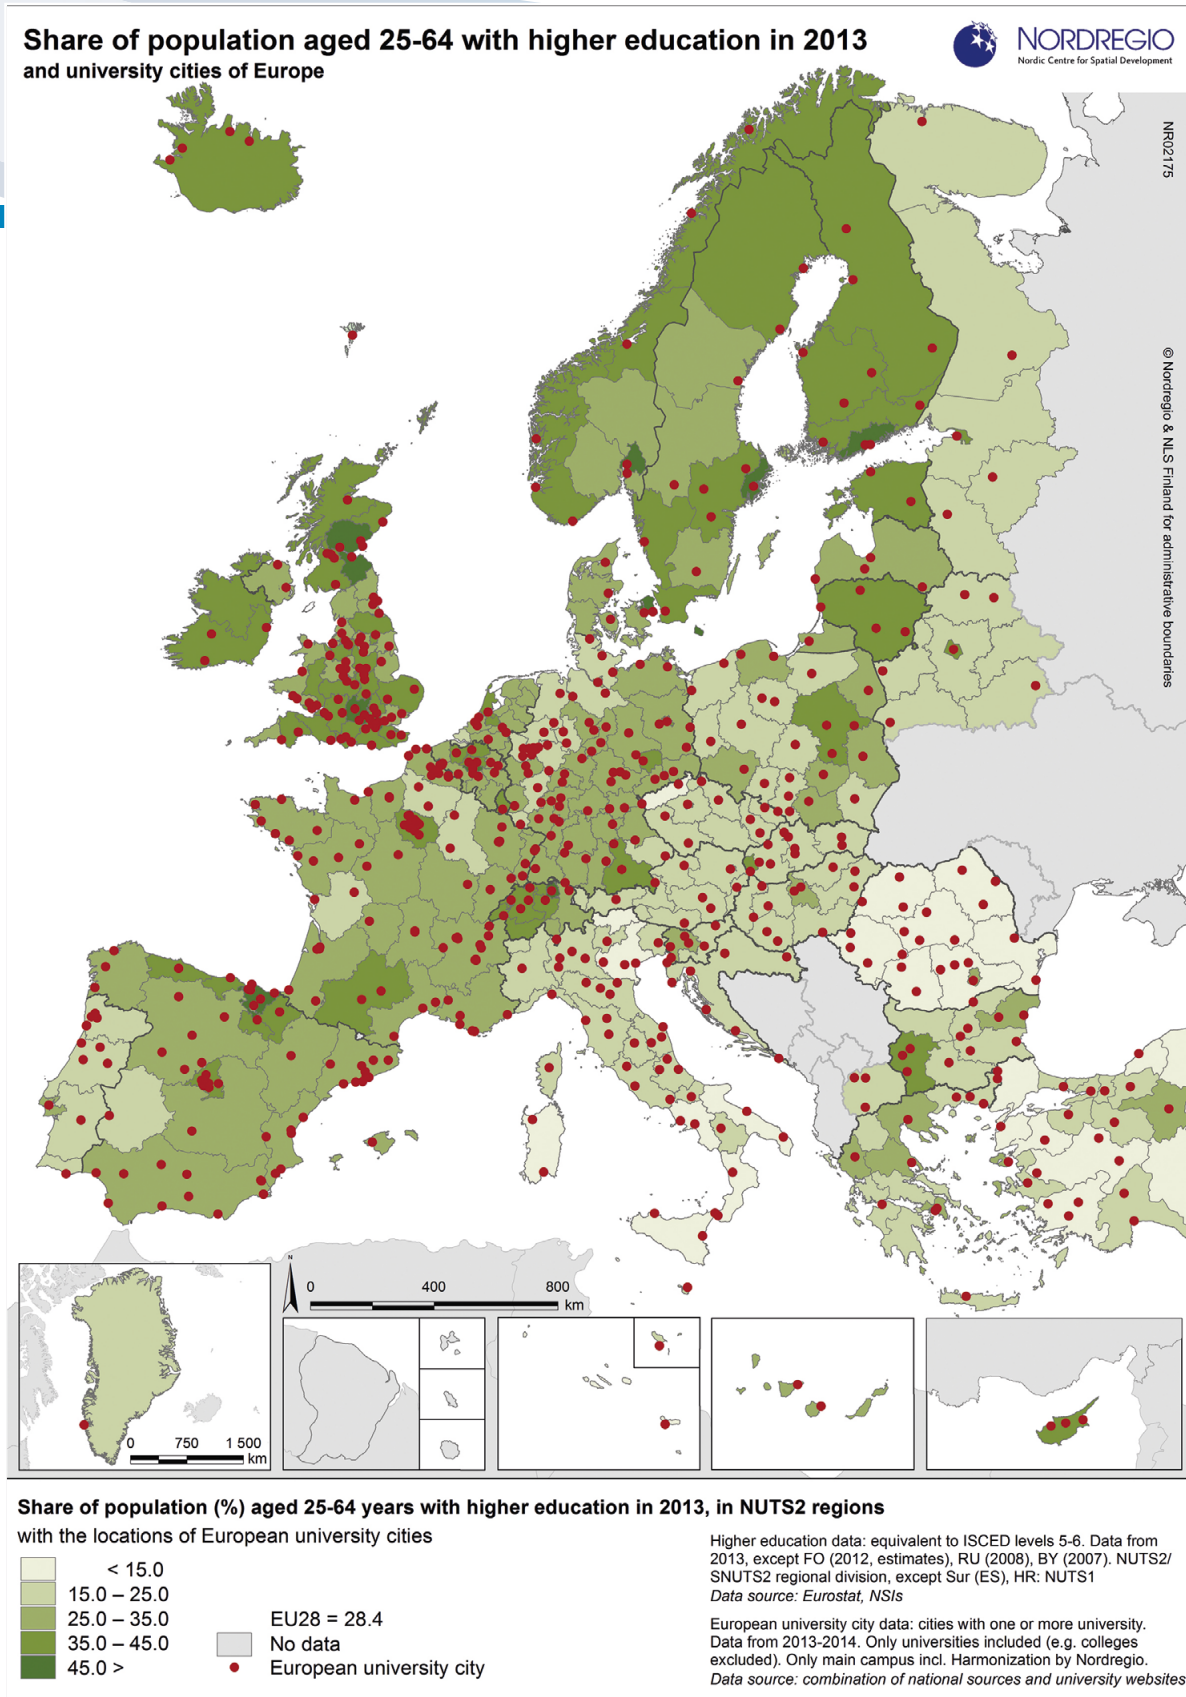 Share of population aged 25-64 with higher education in 2013
and university cities of Europe
NORDREGIO
Nordic Centre for Spatial Development
NR02175
© Nordregio & NLS Finland for administrative boundaries
N
0 400 800
km
0 750 1 500
km
Share of population (%) aged 25-64 years with higher education in 2013, in NUTS2 regions
with the locations of European university cities
< 15.0
15.0 – 25.0
25.0 – 35.0
35.0 – 45.0
45.0 >
EU28 = 28.4
No data
European university city
Higher education data: equivalent to ISCED levels 5-6. Data from
2013, except FO (2012, estimates), RU (2008), BY (2007). NUTS2/
SNUTS2 regional division, except Sur (ES), HR: NUTS1
Data source: Eurostat, NSIs
European university city data: cities with one or more university.
Data from 2013-2014. Only universities included (e.g. colleges
excluded). Only main campus incl. Harmonization by Nordregio.
Data source: combination of national sources and university websites